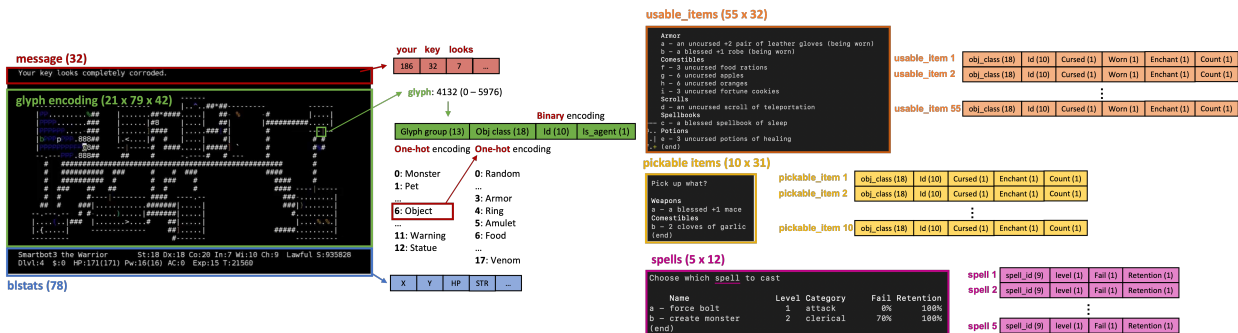 message (32)
Your key looks completely corroded.
your key looks
186 32 7 ...
glyph encoding (21 x 79 x 42)
glyph: 4132 (0 – 5976)
Binary encoding
Glyph group (13) Obj class (18) Id (10) Is_agent (1)
One-hot encoding One-hot encoding
0: Monster
1: Pet
...
6: Object
...
11: Warning
12: Statue
0: Random
...
3: Armor
4: Ring
5: Amulet
6: Food
...
17: Venom
Smartbot3 the Warrior St:18 Dx:18 Co:20 In:7 Wi:10 Ch:9 Lawful S:935828
Dlvl:4 $:0 HP:171(171) Pw:16(16) AC:0 Exp:15 T:21560
blstats (78)
X Y HP STR ...
usable_items (55 x 32)
Armor
a – an uncursed +2 pair of leather gloves (being worn)
b – a blessed +1 robe (being worn)
Comestibles
f – 3 uncursed food rations
g – 6 uncursed apples
h – 6 uncursed oranges
i – 3 uncursed fortune cookies
Scrolls
d – an uncursed scroll of teleportation
Spellbooks
c – a blessed spellbook of sleep
Potions
e – 3 uncursed potions of healing
(end)
usable_item 1 obj_class (18) Id (10) Cursed (1) Worn (1) Enchant (1) Count (1)
usable_item 2 obj_class (18) Id (10) Cursed (1) Worn (1) Enchant (1) Count (1)
usable_item 55 obj_class (18) Id (10) Cursed (1) Worn (1) Enchant (1) Count (1)
pickable items (10 x 31)
Pick up what?
Weapons
a – a blessed +1 mace
Comestibles
b – 2 cloves of garlic
(end)
pickable_item 1 obj_class (18) Id (10) Cursed (1) Enchant (1) Count (1)
pickable_item 2 obj_class (18) Id (10) Cursed (1) Enchant (1) Count (1)
pickable_item 10 obj_class (18) Id (10) Cursed (1) Enchant (1) Count (1)
spells (5 x 12)
Choose which spell to cast
Name Level Category Fail Retention
a – force bolt 1 attack 0% 100%
b – create monster 2 clerical 70% 100%
(end)
spell 1 spell_id (9) level (1) Fail (1) Retention (1)
spell 2 spell_id (9) level (1) Fail (1) Retention (1)
spell 5 spell_id (9) level (1) Fail (1) Retention (1)